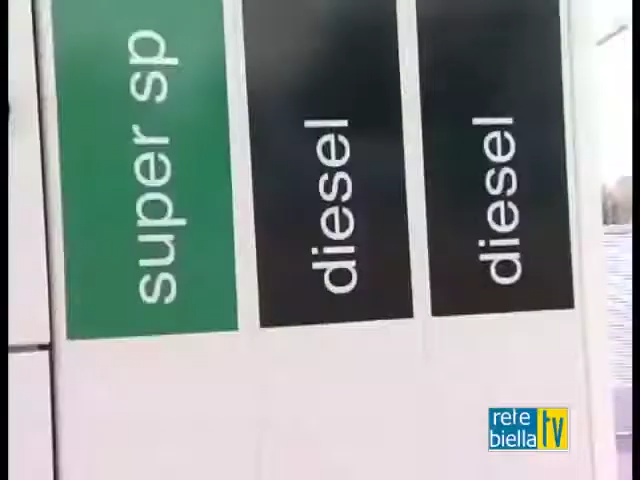 super sp
diesel
diesel
rete
biella
tv